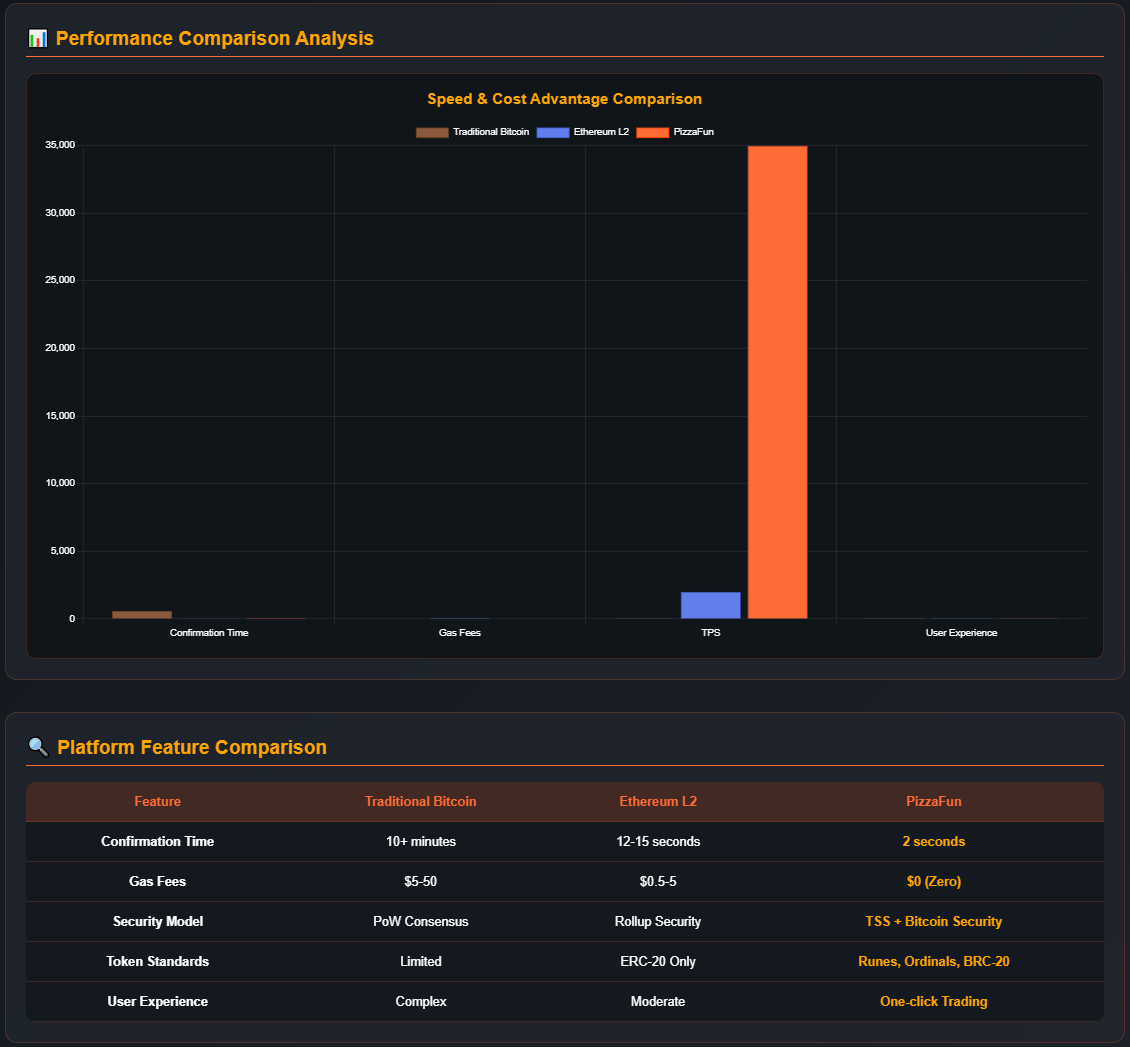 Performance Comparison Analysis
Speed & Cost Advantage Comparison
Traditional Bitcoin Ethereum L2 PizzaFun
35,000
30,000
25,000
20,000
15,000
10,000
5,000
0
Confirmation Time Gas Fees TPS User Experience
Platform Feature Comparison
Feature Traditional Bitcoin Ethereum L2 PizzaFun
Confirmation Time 10+ minutes 12-15 seconds 2 seconds
Gas Fees $5-50 $0.5-5 $0 (Zero)
Security Model PoW Consensus Rollup Security TSS + Bitcoin Security
Token Standards Limited ERC-20 Only Runes, Ordinals, BRC-20
User Experience Complex Moderate One-click Trading